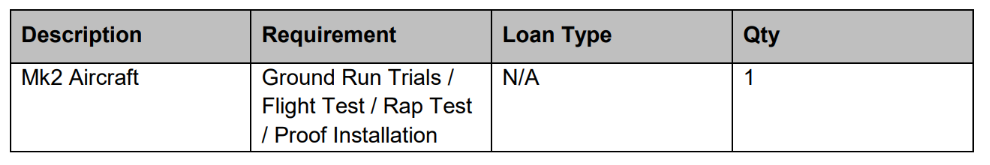 Description Requirement Loan Type Qty
Mk2 Aircraft Ground Run Trials / N/A 1
Flight Test / Rap Test
/ Proof Installation